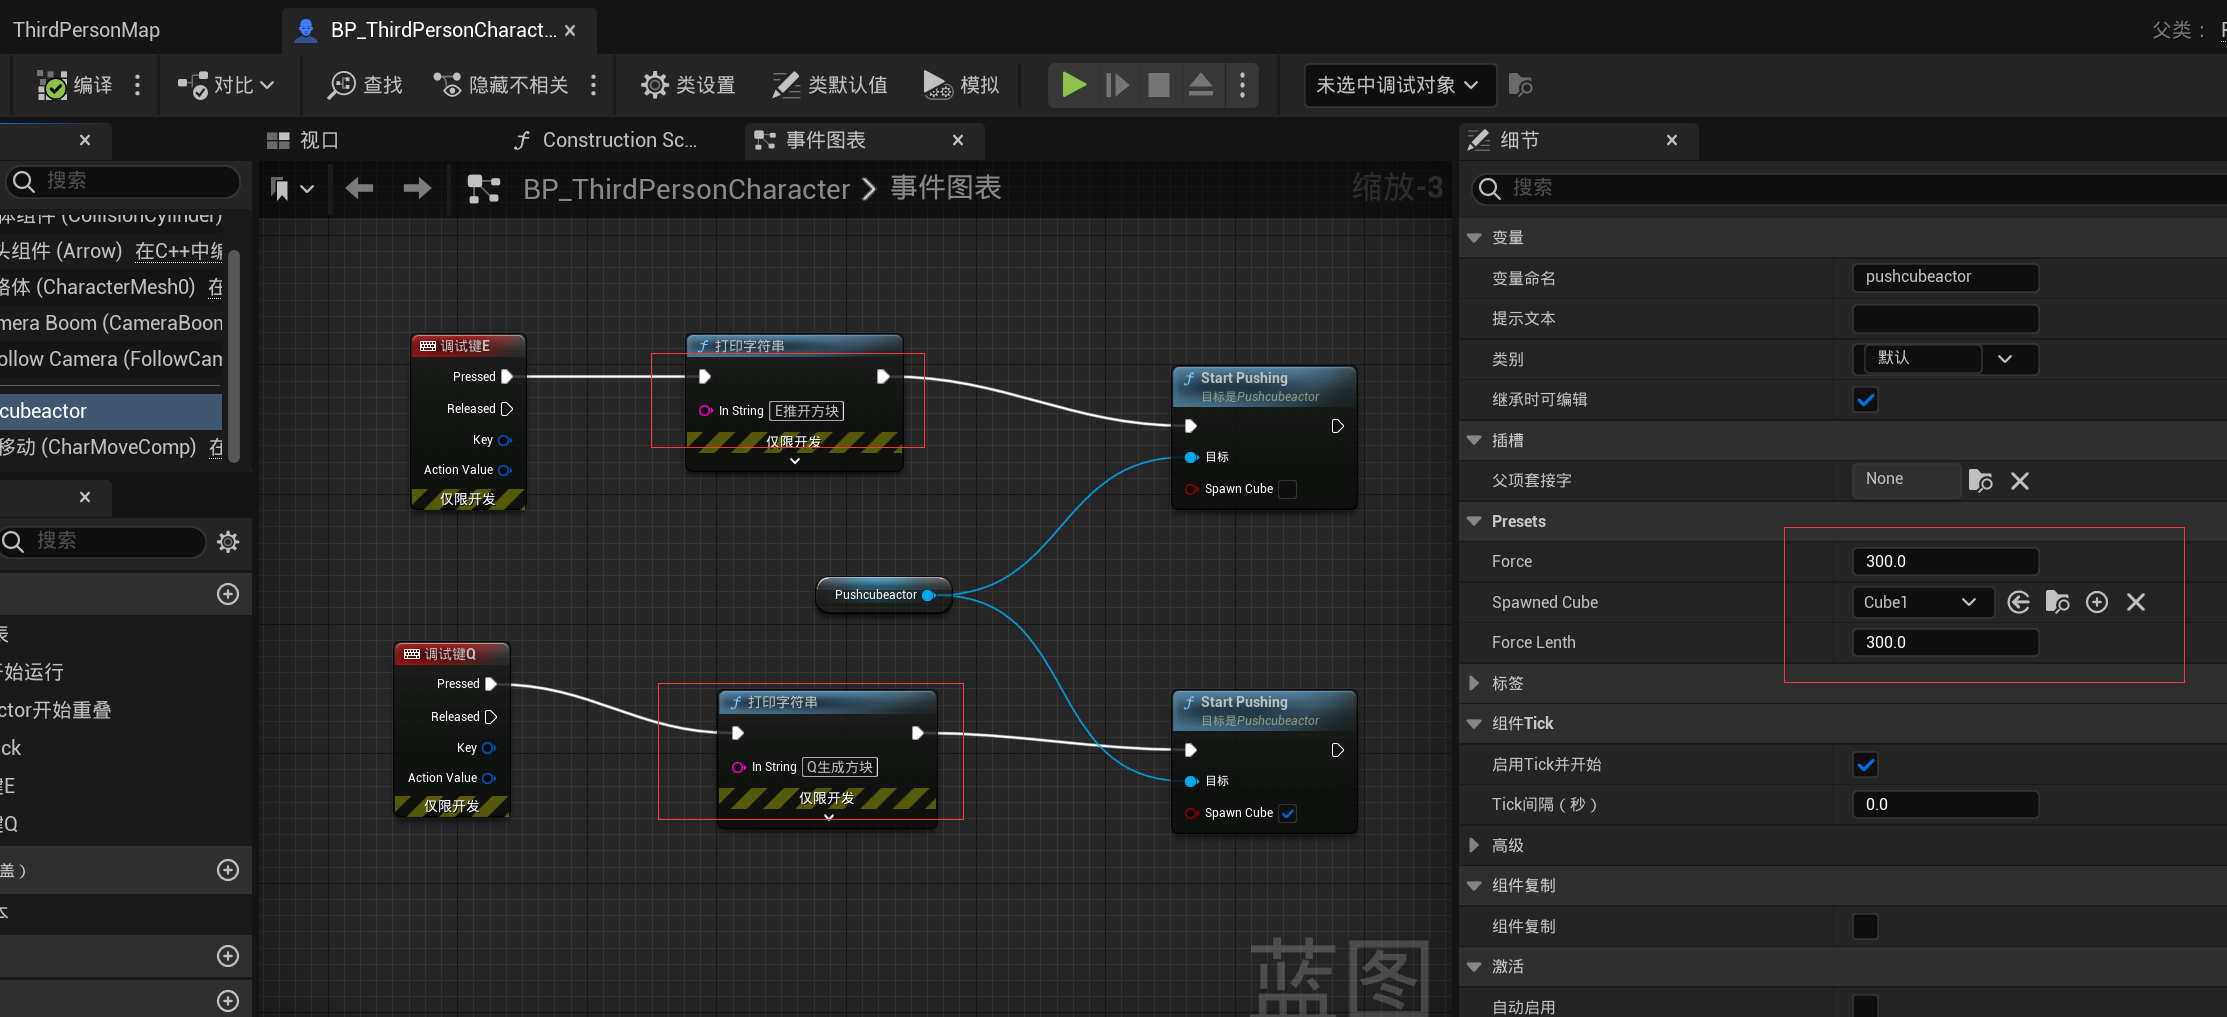 ThirdPersonMap
BP_ThirdPersonCharact...
父类：
编译
对比
查找
隐藏不相关
类设置
类默认值
模拟
未选中调试对象
视口
Construction Sc...
事件图表
细节
搜索
BP_ThirdPersonCharacter
事件图表
缩放-3
搜索
体组件 (CollisionCylinder)
头组件 (Arrow) 在C++中编
格体 (CharacterMesh0) 在
mera Boom (CameraBoon
ollow Camera (FollowCam
cubeactor
移动 (CharMoveComp) 在
搜索
表
开始运行
ctor开始重叠
ick
键E
键Q
盖）
本
调试键E
Pressed
Released
Key
Action Value
仅限开发
打印字符串
In String E推开方块
仅限开发
Start Pushing
目标是Pushcubeactor
目标
Spawn Cube
Pushcubeactor
调试键Q
Pressed
Released
Key
Action Value
仅限开发
打印字符串
In String Q生成方块
仅限开发
Start Pushing
目标是Pushcubeactor
目标
Spawn Cube
蓝图
变量
变量命名 pushcubeactor
提示文本
类别 默认
继承时可编辑
插槽
父项套接字 None
Presets
Force 300.0
Spawned Cube Cube1
Force Lenth 300.0
标签
组件Tick
启用Tick并开始
Tick间隔（秒） 0.0
高级
组件复制
组件复制
激活
自动启用